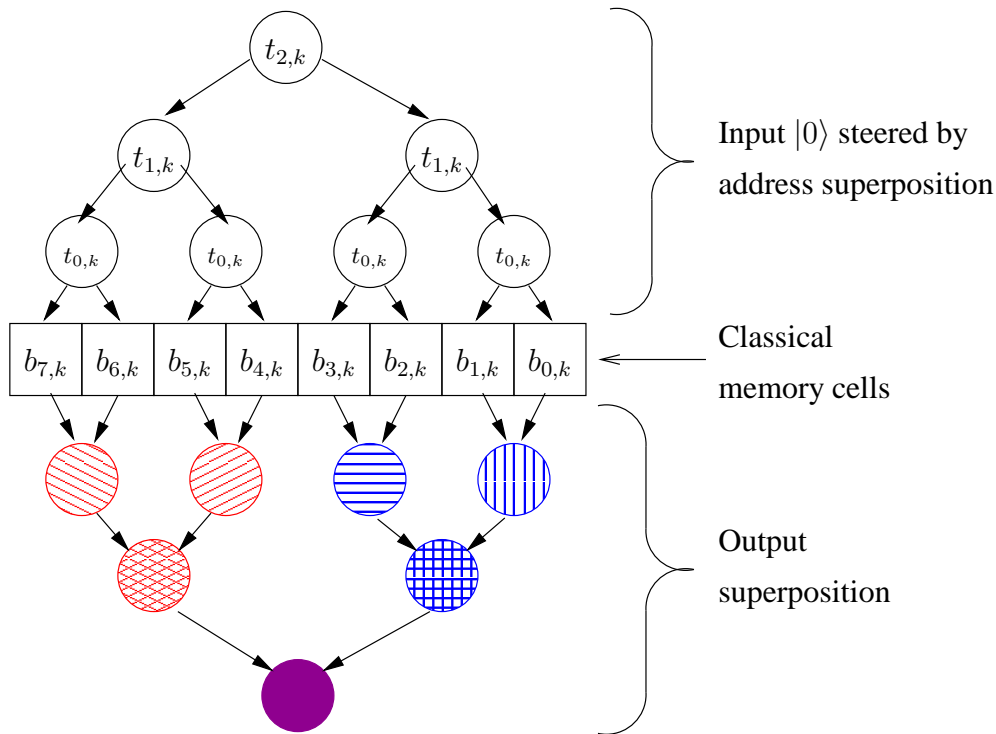 t_{2,k}
t_{1,k} t_{1,k}
Input |0⟩ steered by
address superposition
t_{0,k} t_{0,k} t_{0,k} t_{0,k}
b_{7,k} b_{6,k} b_{5,k} b_{4,k} b_{3,k} b_{2,k} b_{1,k} b_{0,k}
Classical
memory cells
Output
superposition